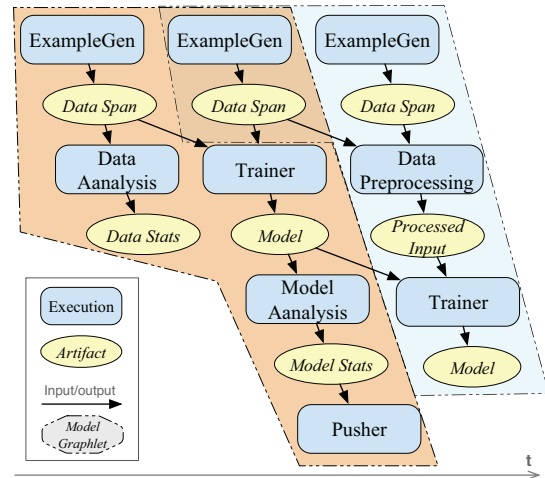 ExampleGen
ExampleGen
ExampleGen
Data Span
Data Span
Data Span
Data
Aanalysis
Trainer
Data
Preprocessing
Data Stats
Model
Processed
Input
Model
Aanalysis
Trainer
Model Stats
Model
Pusher
Execution
Artifact
Input/output
Model
Graphlet
t